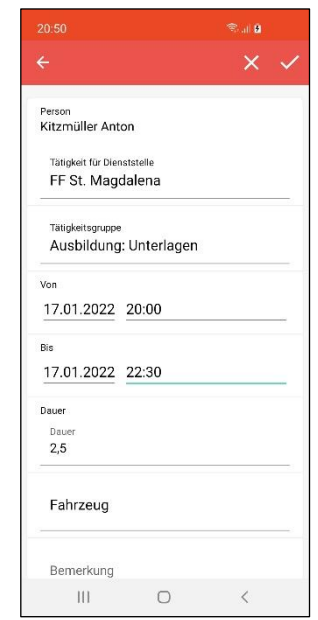 20:50
Person
Kitzmüller Anton
Tätigkeit für Dienststelle
FF St. Magdalena
Tätigkeitsgruppe
Ausbildung: Unterlagen
Von
17.01.2022 20:00
Bis
17.01.2022 22:30
Dauer
Dauer
2,5
Fahrzeug
Bemerkung